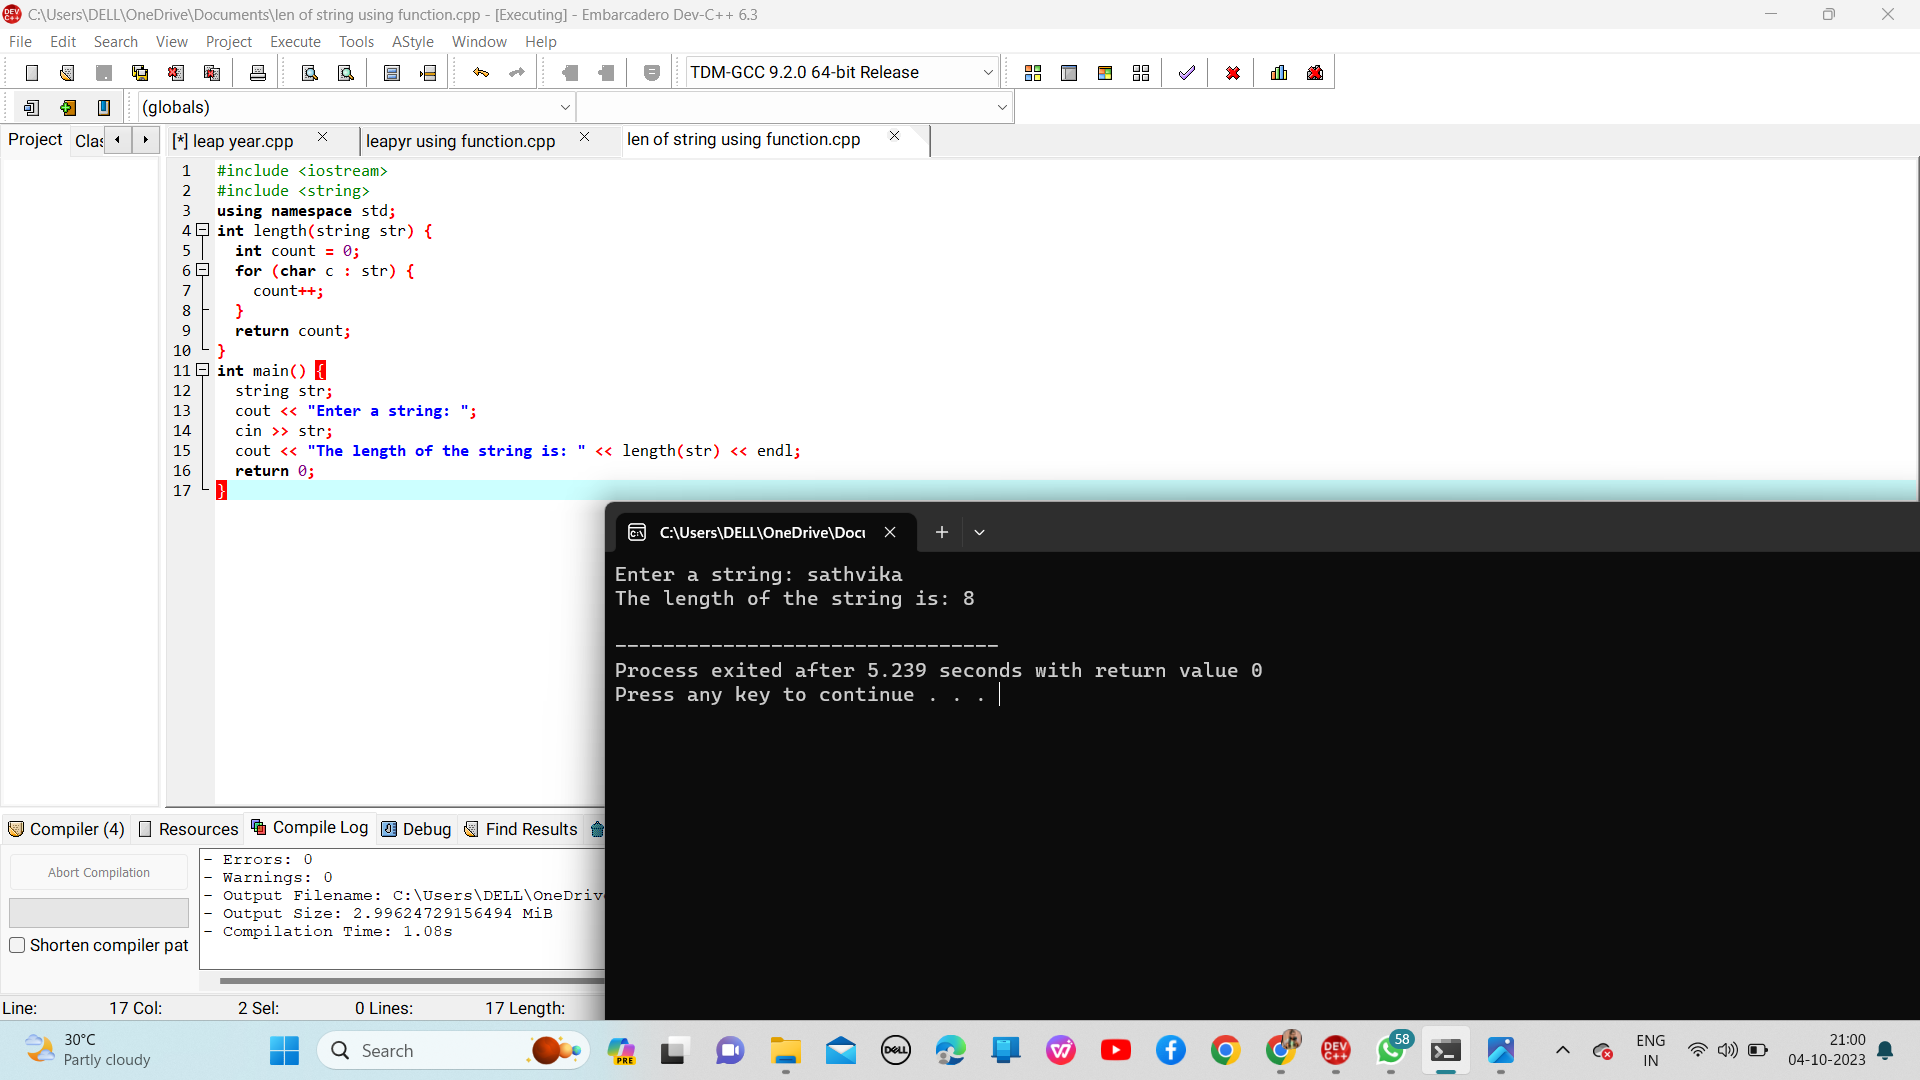 C:\Users\DELL\OneDrive\Documents\len of string using function.cpp - [Executing] - Embarcadero Dev-C++ 6.3
File Edit Search View Project Execute Tools AStyle Window Help
TDM-GCC 9.2.0 64-bit Release
(globals)
Project Clas [*] leap year.cpp leapyr using function.cpp len of string using function.cpp
1 #include <iostream>
2 #include <string>
3 using namespace std;
4 int length(string str) {
5 int count = 0;
6 for (char c : str) {
7 count++;
8 }
9 return count;
10 }
11 int main() {
12 string str;
13 cout << "Enter a string: ";
14 cin >> str;
15 cout << "The length of the string is: " << length(str) << endl;
16 return 0;
17 }
C:\Users\DELL\OneDrive\Docu
Enter a string: sathvika
The length of the string is: 8
--------------------------------
Process exited after 5.239 seconds with return value 0
Press any key to continue . . .
Compiler (4) Resources Compile Log Debug Find Results
Abort Compilation
Shorten compiler pat
- Errors: 0
- Warnings: 0
- Output Filename: C:\Users\DELL\OneDriv
- Output Size: 2.99624729156494 MiB
- Compilation Time: 1.08s
Line: 17 Col: 2 Sel: 0 Lines: 17 Length:
30°C
Partly cloudy
Search
PRE
DELL
DEV C++
58
ENG
IN
21:00
04-10-2023